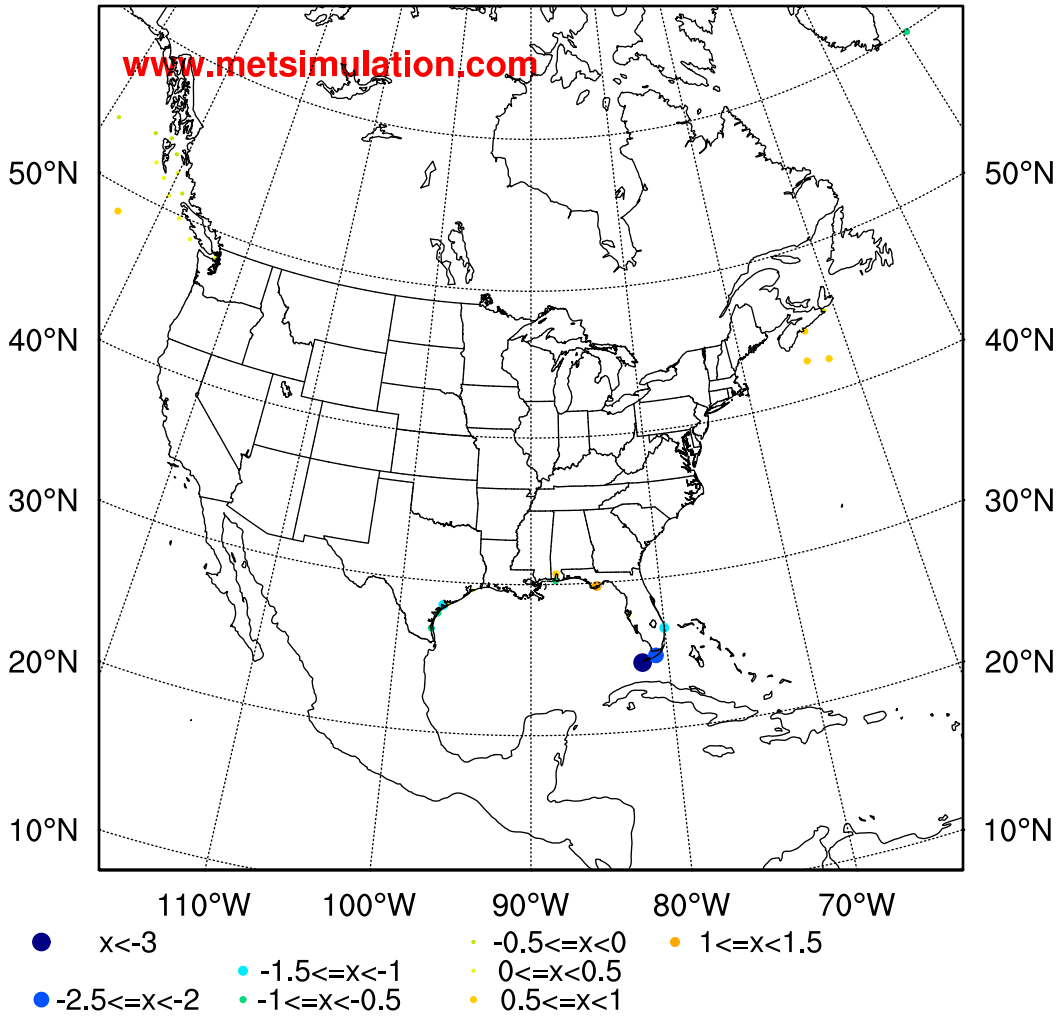 www.metsimulation.com
50°N 50°N
40°N 40°N
30°N 30°N
20°N 20°N
10°N 10°N
110°W 100°W 90°W 80°W 70°W
x<-3 -0.5<=x<0 1<=x<1.5
-1.5<=x<-1 0<=x<0.5
-2.5<=x<-2 -1<=x<-0.5 0.5<=x<1